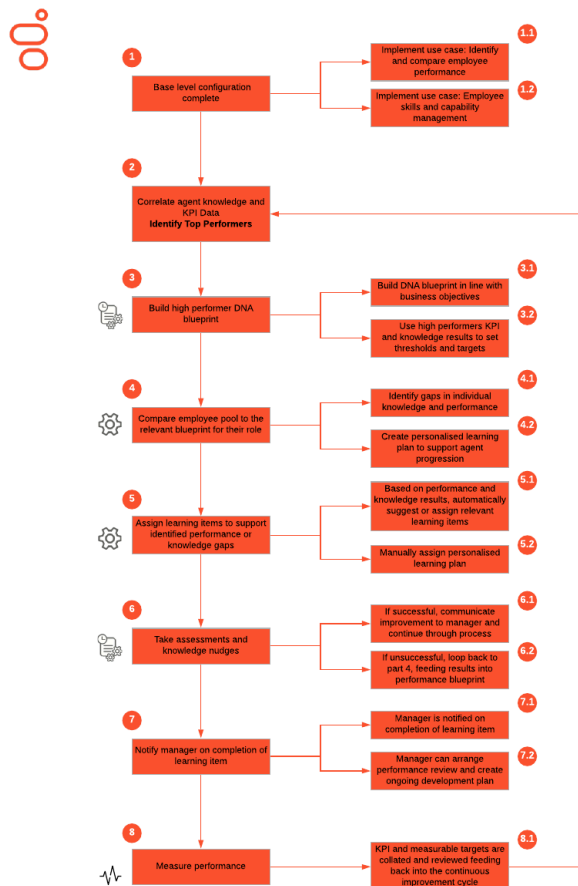 1
Base level configuration
complete
1.1
Implement use case: Identify
and compare employee
performance
1.2
Implement use case: Employee
skills and capability
management
2
Correlate agent knowledge and
KPI Data
Identify Top Performers
3
Build high performer DNA
blueprint
3.1
Build DNA blueprint in line with
business objectives
3.2
Use high performers KPI
and knowledge results to set
thresholds and targets
4
Compare employee pool to the
relevant blueprint for their role
4.1
Identify gaps in individual
knowledge and performance
4.2
Create personalised learning
plan to support agent
progression
5
Assign learning items to support
identified performance or
knowledge gaps
5.1
Based on performance and
knowledge results, automatically
suggest or assign relevant
learning items
5.2
Manually assign personalised
learning plan
6
Take assessments and
knowledge nudges
6.1
If successful, communicate
improvement to manager and
continue through process
6.2
If unsuccessful, loop back to
part 4, feeding results into
performance blueprint
7
Notify manager on completion of
learning item
7.1
Manager is notified on
completion of learning item
7.2
Manager can arrange
performance review and create
ongoing development plan
8
Measure performance
8.1
KPI and measurable targets are
collated and reviewed feeding
back into the continuous
improvement cycle